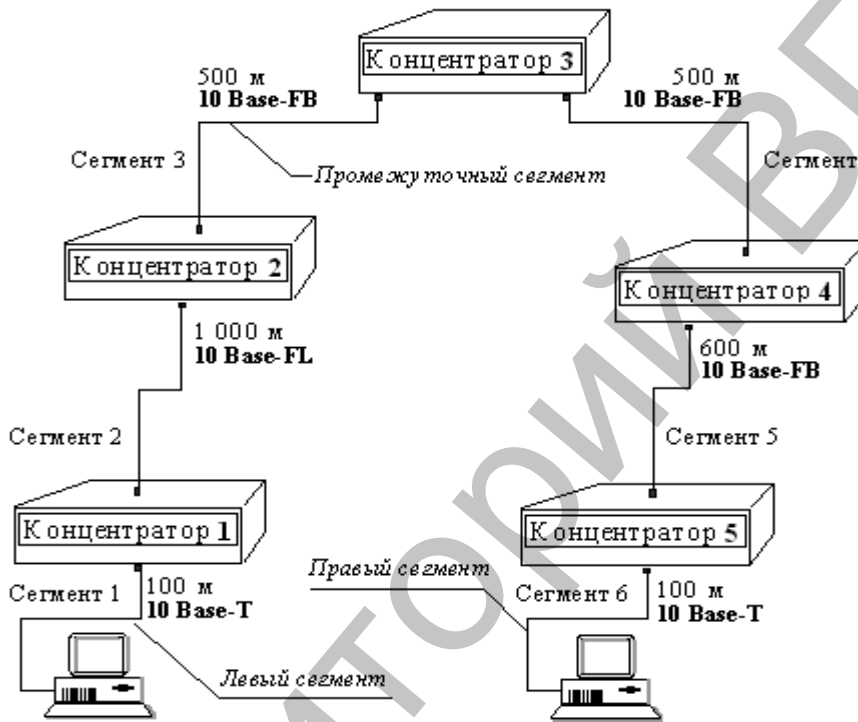 Концентратор 3
500 м
10 Base-FB
500 м
10 Base-FB
Сегмент 3
Промежуточный сегмент
Сегмент
Концентратор 2
Концентратор 4
1 000 м
10 Base-FL
600 м
10 Base-FB
Сегмент 2
Сегмент 5
Концентратор 1
Концентратор 5
Правый сегмент
Сегмент 1
100 м
10 Base-T
Сегмент 6
100 м
10 Base-T
Левый сегмент